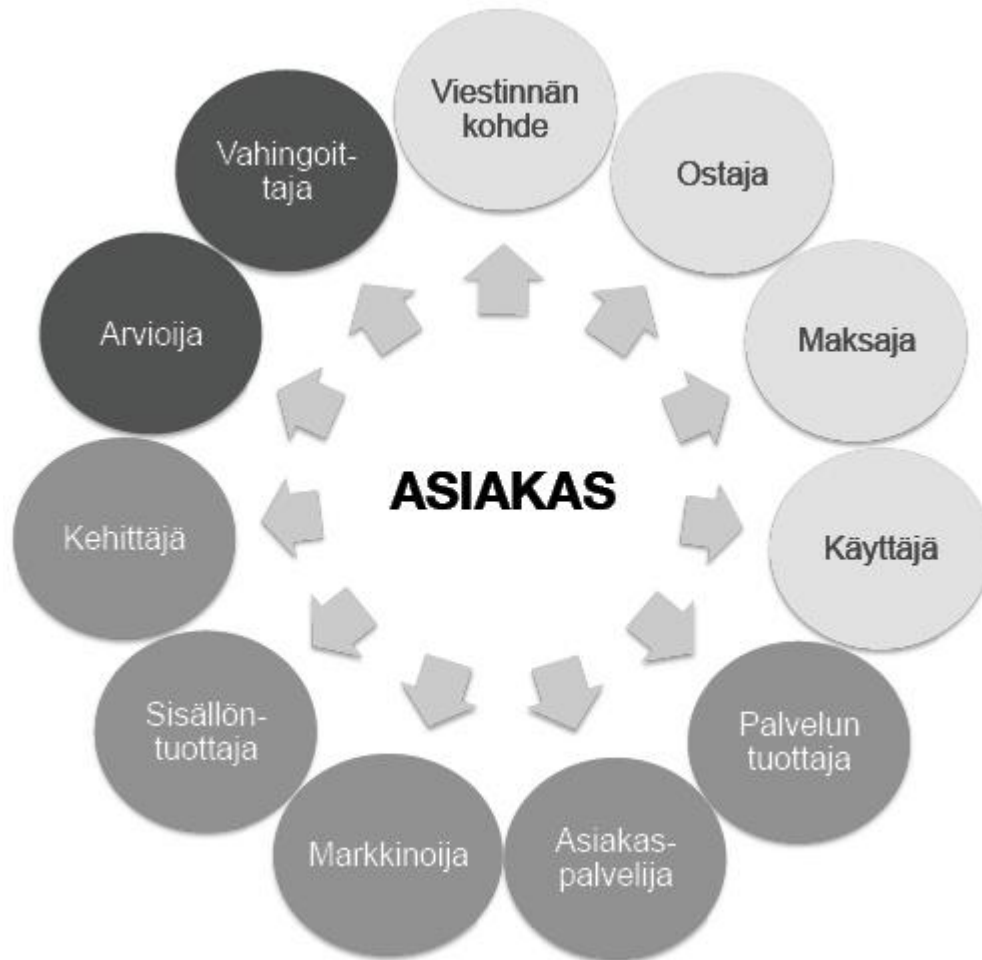 Viestinnän
kohde
Ostaja
Maksaja
Käyttäjä
Palvelun
tuottaja
Asiakas-
palvelija
Markkinoija
Sisällön-
tuottaja
Kehittäjä
Arvioija
Vahingoit-
taja
ASIAKAS